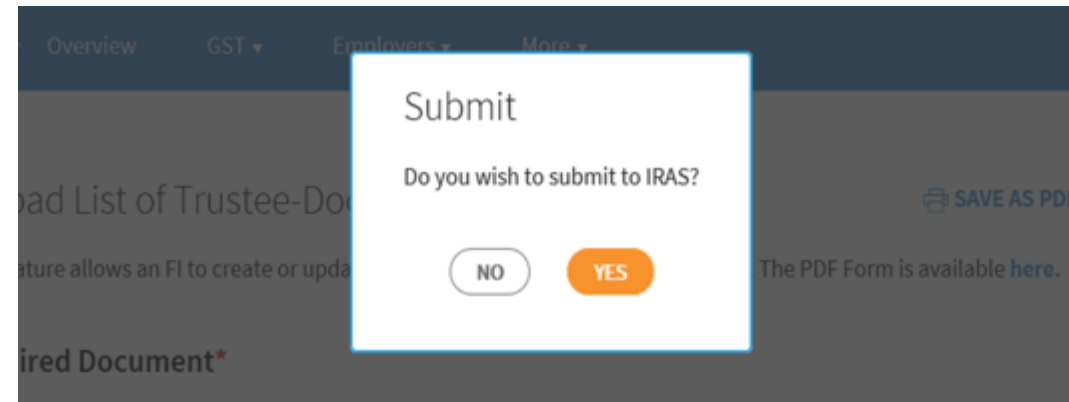 Overview GST Employers More
Submit
Do you wish to submit to IRAS?
oad List of Trustee-Do
SAVE AS PD
ature allows an FI to create or upda
The PDF Form is available here.
NO YES
ired Document*